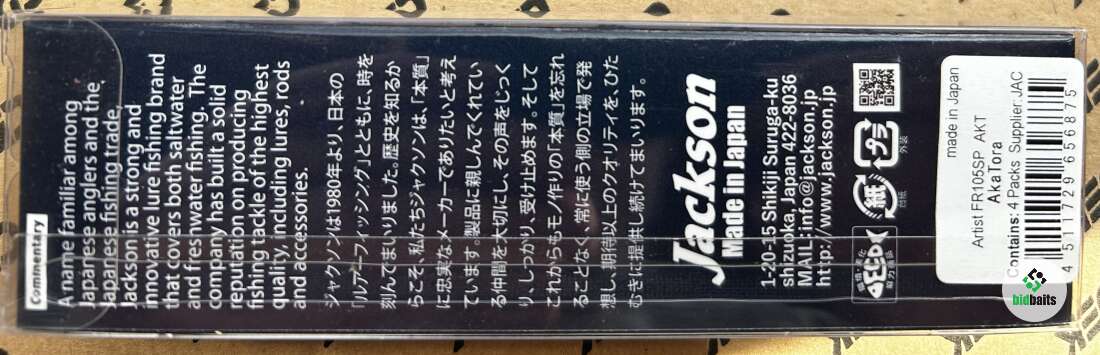 Commentary
A name familiar among
Japanese anglers and the
Japanese fishing trade,
Jackson is a strong and
innovative lure fishing brand
that covers both saltwater
and freshwater fishing. The
company has built a solid
reputation on producing
fishing tackle of the highest
quality, including lures, rods
and accessories.
ジャクソンは1980年より、日本の
「ルアーフィッシング」とともに、時を
刻んでまいりました。歴史を知るか
らこそ、私たちジャクソンは、「本質」
に忠実なメーカーでありたいと考え
ています。製品に親しんでくれてい
る仲間を大切にし、その声をじっく
り、しっかり、受け止めます。そして
これからもモノ作りの「本質」を忘れ
ることなく、常に使う側の立場で発
想し、期待以上のクオリティを、ひた
むきに提供し続けてまいります。
Jackson
Made in Japan
1-20-15 Shikiji Suruga-ku
shizuoka, Japan 422-8036
MAIL:info@jackson.jp
http://www.jackson.jp
プラ
外装
紙
台紙
made in Japan
Artist FR105SP AKT
AkaTora
Contains: 4 Packs Supplier: JAC
4 511729 656875
bidbaits